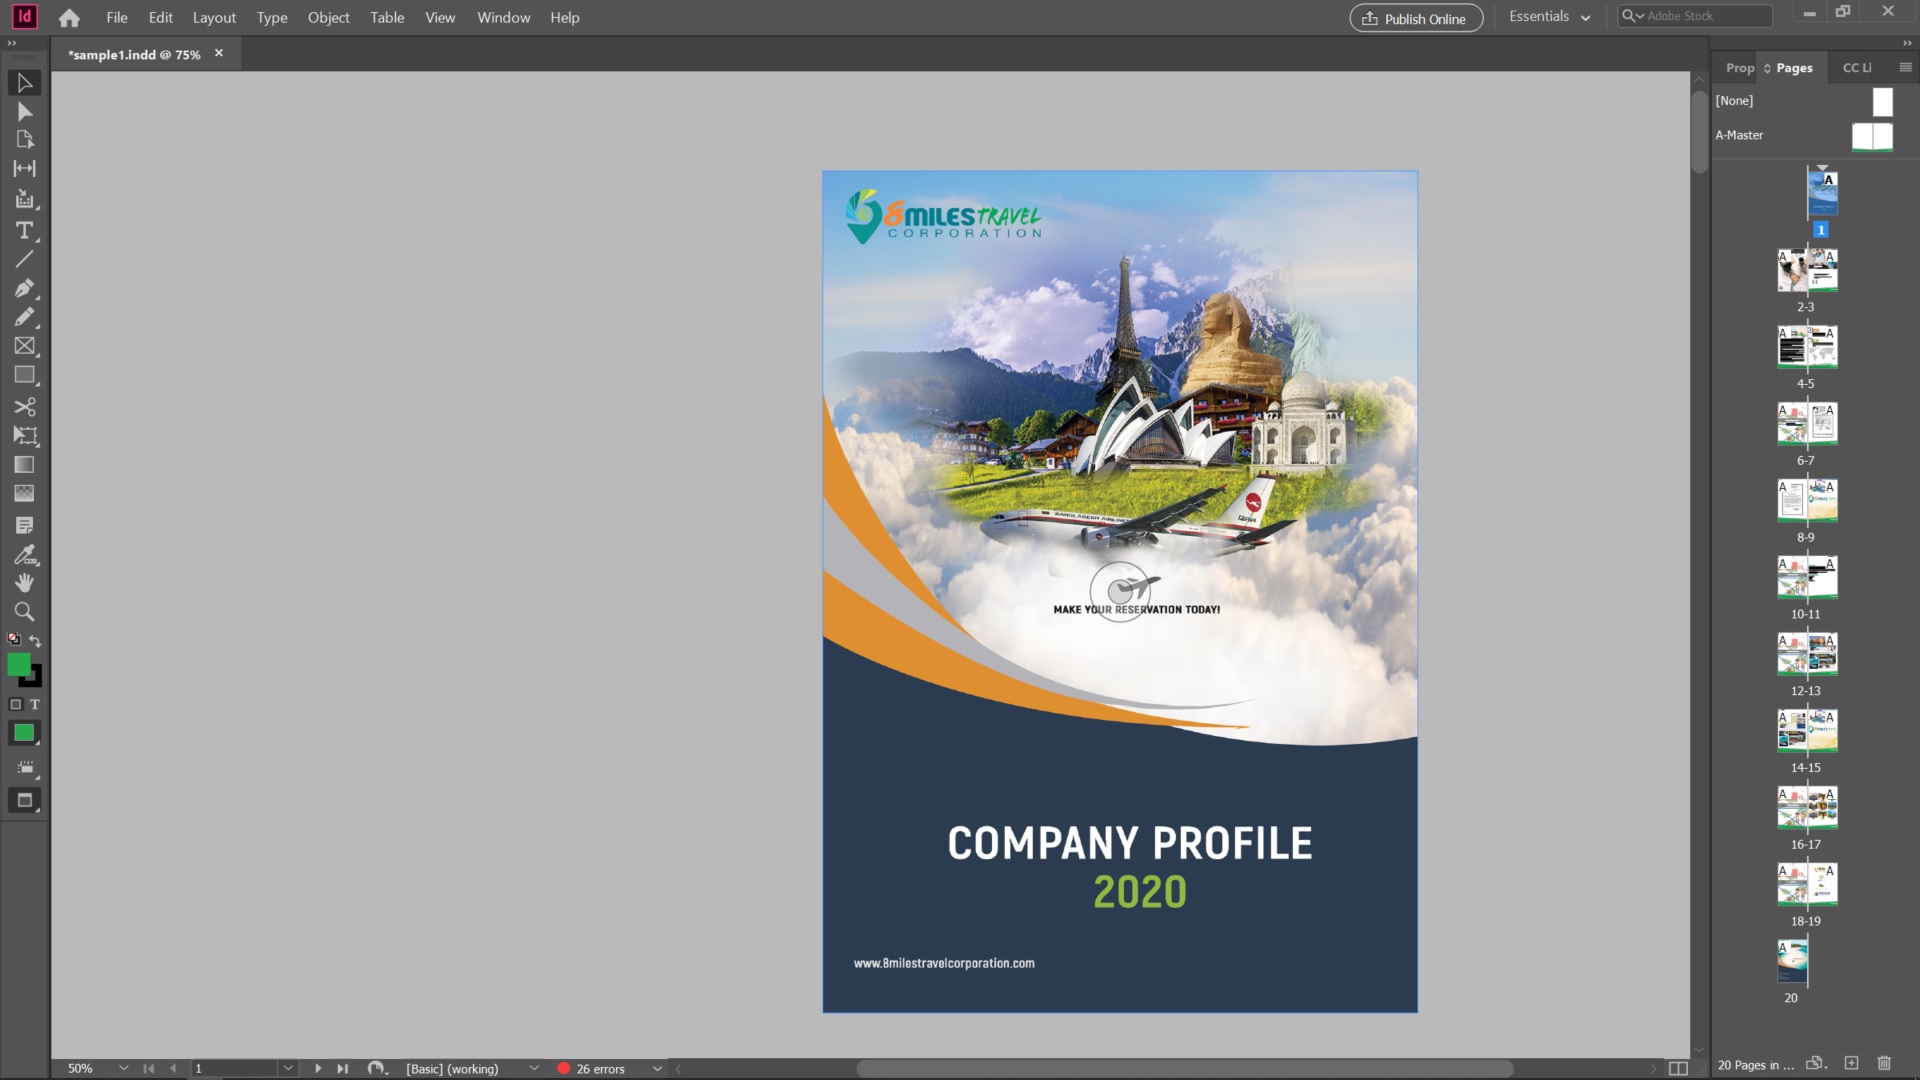 Id
File Edit Layout Type Object Table View Window Help
Publish Online
Essentials
Adobe Stock
*sample1.indd @ 75%
Prop
Pages
CC Li
[None]
A-Master
8MILES TRAVEL
CORPORATION
BANGLADESH AIRLINES
MAKE YOUR RESERVATION TODAY!
COMPANY PROFILE
2020
www.8milestravelcorporation.com
A
1
A A
2-3
A A
4-5
A A
6-7
A A
8-9
A A
10-11
A A
12-13
A A
14-15
A A
16-17
A A
18-19
A
20
T
T
50%
1
[Basic] (working)
26 errors
20 Pages in ...